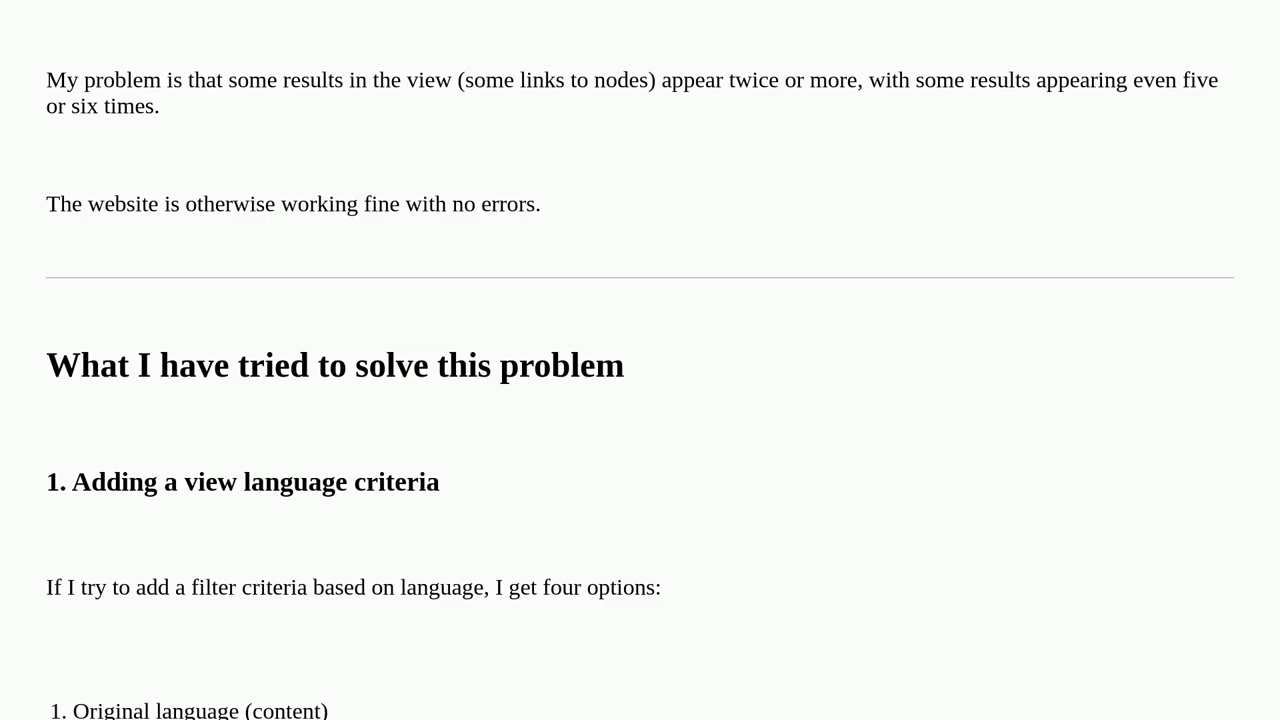 My problem is that some results in the view (some links to nodes) appear twice or more, with some results appearing even five
or six times.
The website is otherwise working fine with no errors.
What I have tried to solve this problem
1. Adding a view language criteria
If I try to add a filter criteria based on language, I get four options:
1. Original language (content)